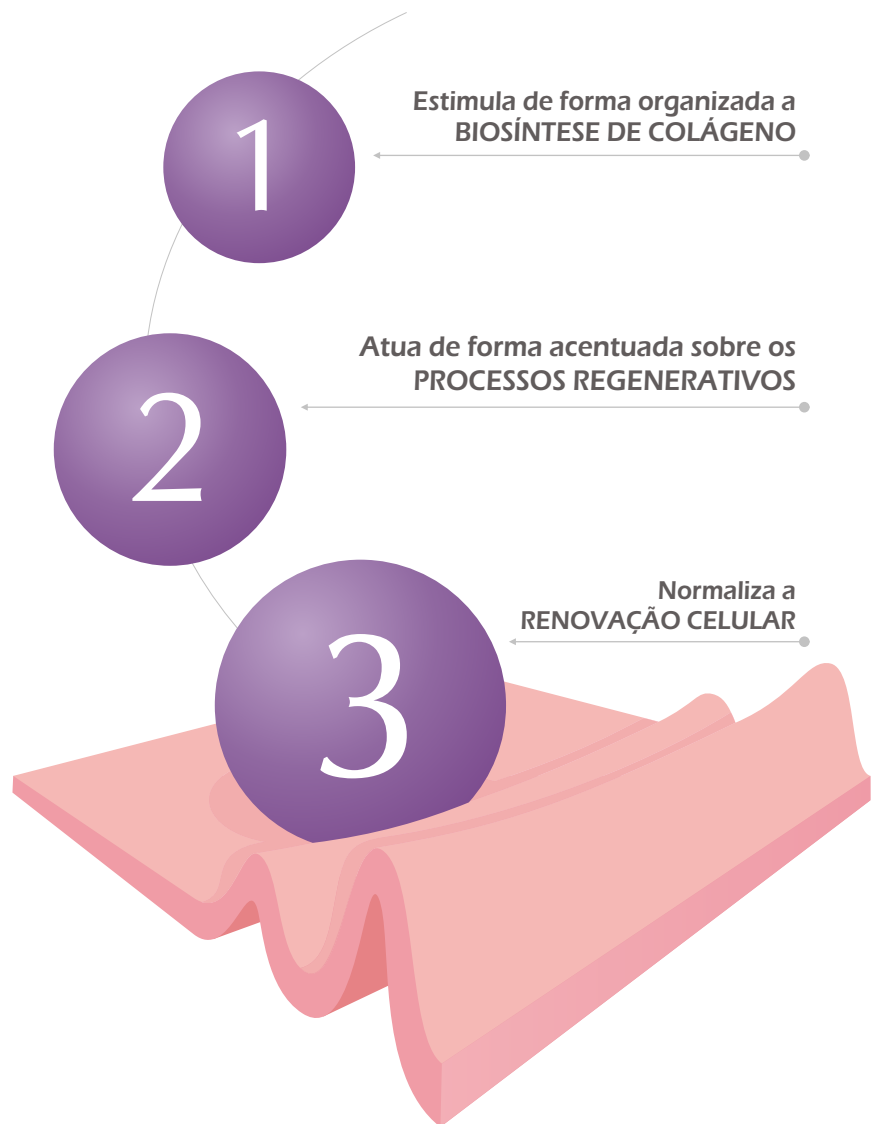 1
Estimula de forma organizada a
BIOSÍNTESE DE COLÁGENO
2
Atua de forma acentuada sobre os
PROCESSOS REGENERATIVOS
3
Normaliza a
RENOVAÇÃO CELULAR